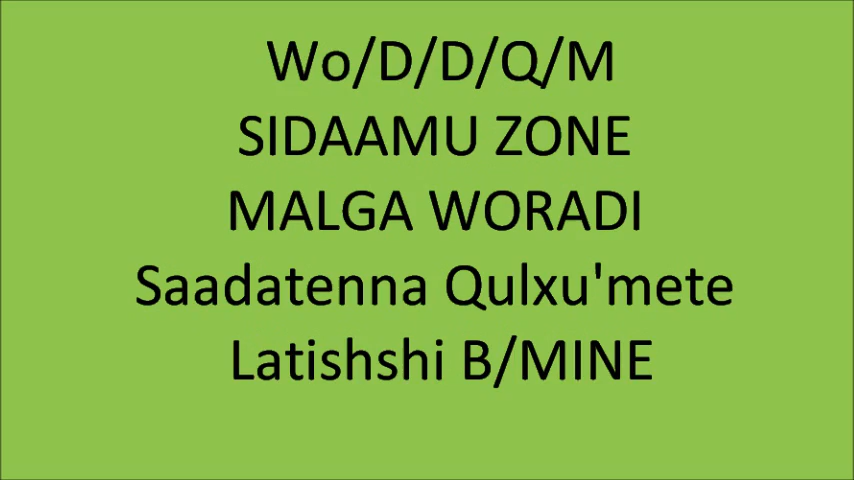 Wo/D/D/Q/M
SIDAAMU ZONE
MALGA WORADI
Saadatenna Qulxu'mete
Latishshi B/MINE